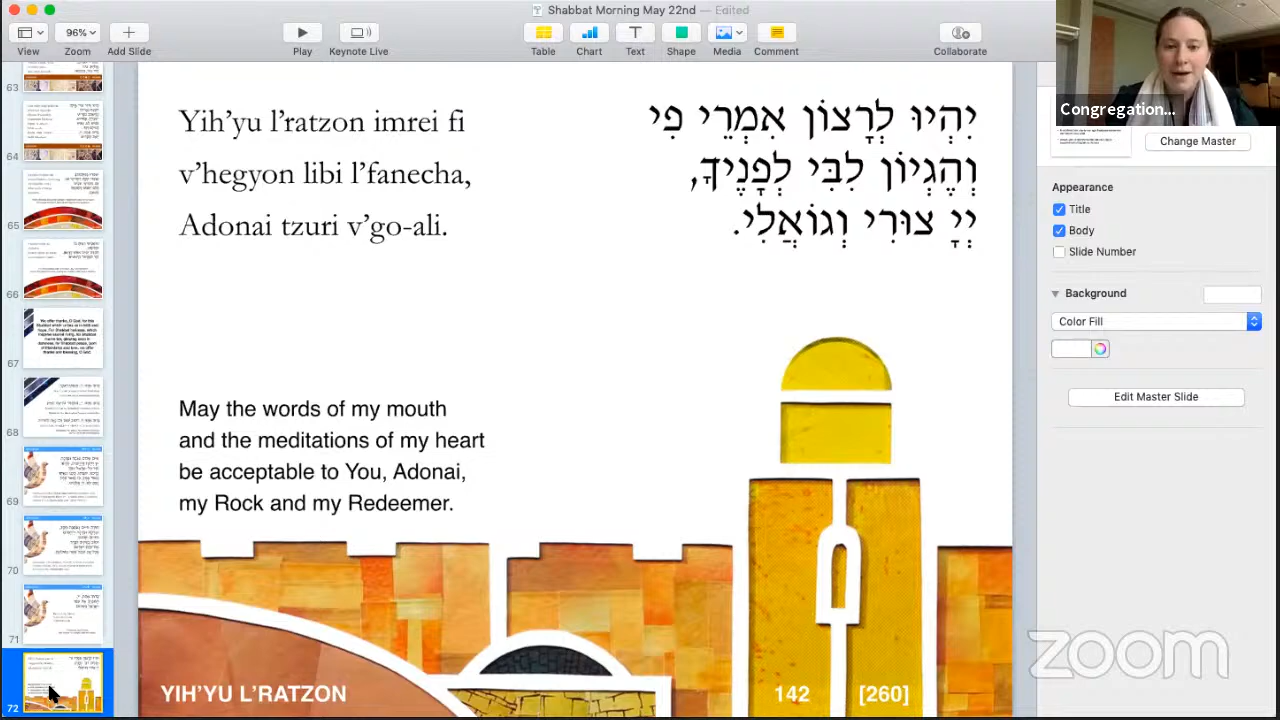 Shabbat Morning May 22nd — Edited
96%
View
Zoom
Add Slide
Play
Keynote Live
Table
Chart
Text
Shape
Media
Comment
Collaborate
Congregation...
Change Master
Appearance
Title
Body
Slide Number
Background
Color Fill
Edit Master Slide
63
64
65
66
67
68
69
70
71
72
Yih’yu l’ratzon imrei fi
v’hegyon libi l’fanecha,
Adonai tzuri v’go-ali.
יִהְיוּ לְרָצוֹן אִמְרֵי פִי
וְהֶגְיוֹן לִבִּי לְפָנֶיךָ,
יְיָ צוּרִי וְגוֹאֲלִי.
May the words of my mouth
and the meditations of my heart
be acceptable to You, Adonai,
my Rock and my Redeemer.
YIH’YU L’RATZON
142 [260]
zoom